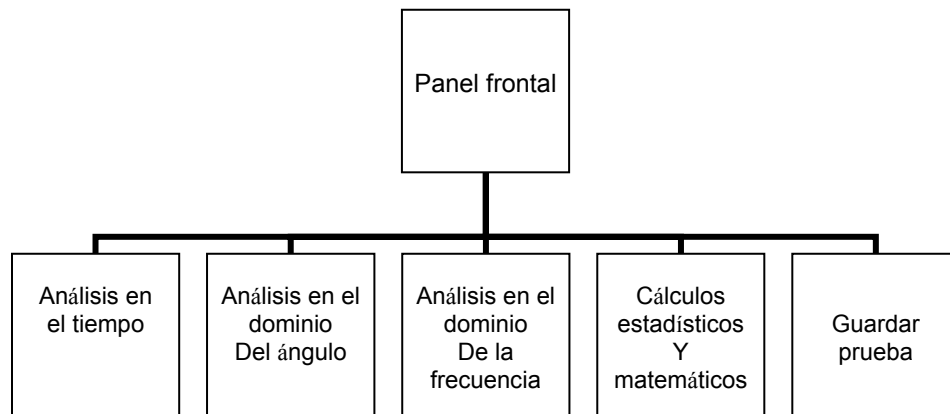 Panel frontal
Análisis en
el tiempo
Análisis en el
dominio
Del ángulo
Análisis en el
dominio
De la
frecuencia
Cálculos
estadísticos
Y
matemáticos
Guardar
prueba